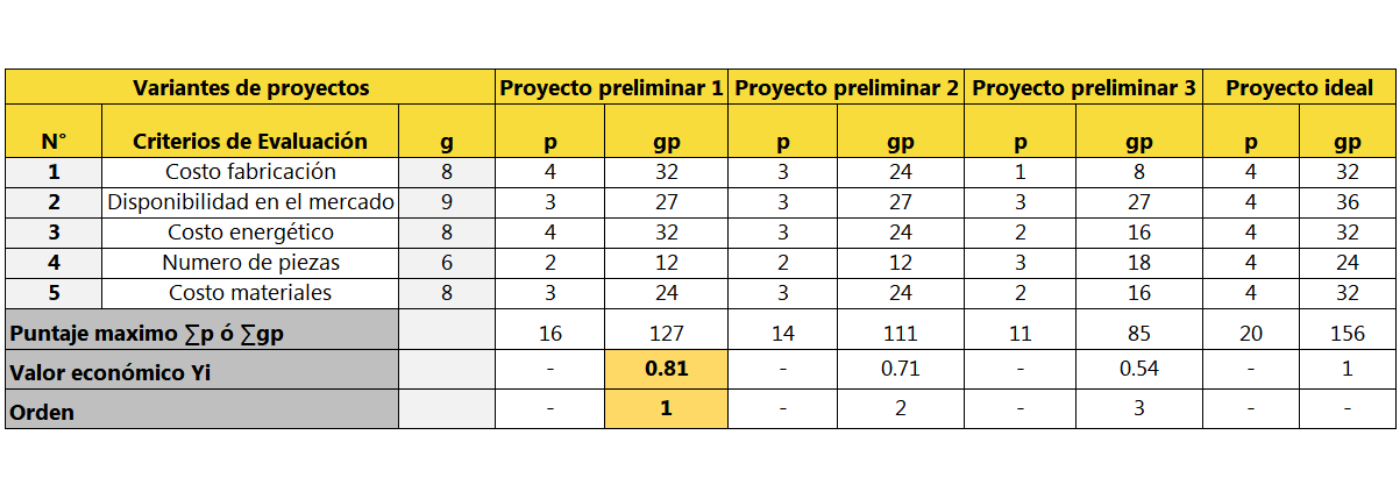 Variantes de proyectos Proyecto preliminar 1 Proyecto preliminar 2 Proyecto preliminar 3 Proyecto ideal
N° Criterios de Evaluación g p gp p gp p gp p gp
1 Costo fabricación 8 4 32 3 24 1 8 4 32
2 Disponibilidad en el mercado 9 3 27 3 27 3 27 4 36
3 Costo energético 8 4 32 3 24 2 16 4 32
4 Numero de piezas 6 2 12 2 12 3 18 4 24
5 Costo materiales 8 3 24 3 24 2 16 4 32
Puntaje maximo ∑p ó ∑gp 16 127 14 111 11 85 20 156
Valor económico Yi - 0.81 - 0.71 - 0.54 - 1
Orden - 1 - 2 - 3 - -